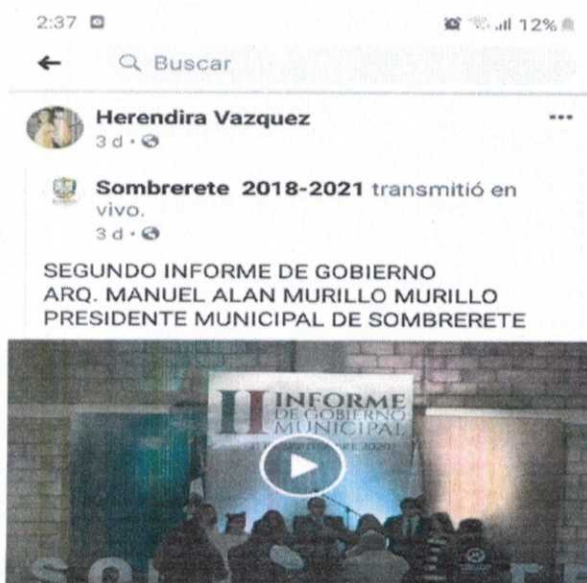 2:37 12%
Buscar
Herendira Vazquez
3 d
Sombrerete 2018-2021 transmitió en
vivo.
3 d
SEGUNDO INFORME DE GOBIERNO
ARQ. MANUEL ALAN MURILLO MURILLO
PRESIDENTE MUNICIPAL DE SOMBRERETE
II INFORME
DE GOBIERNO
MUNICIPAL